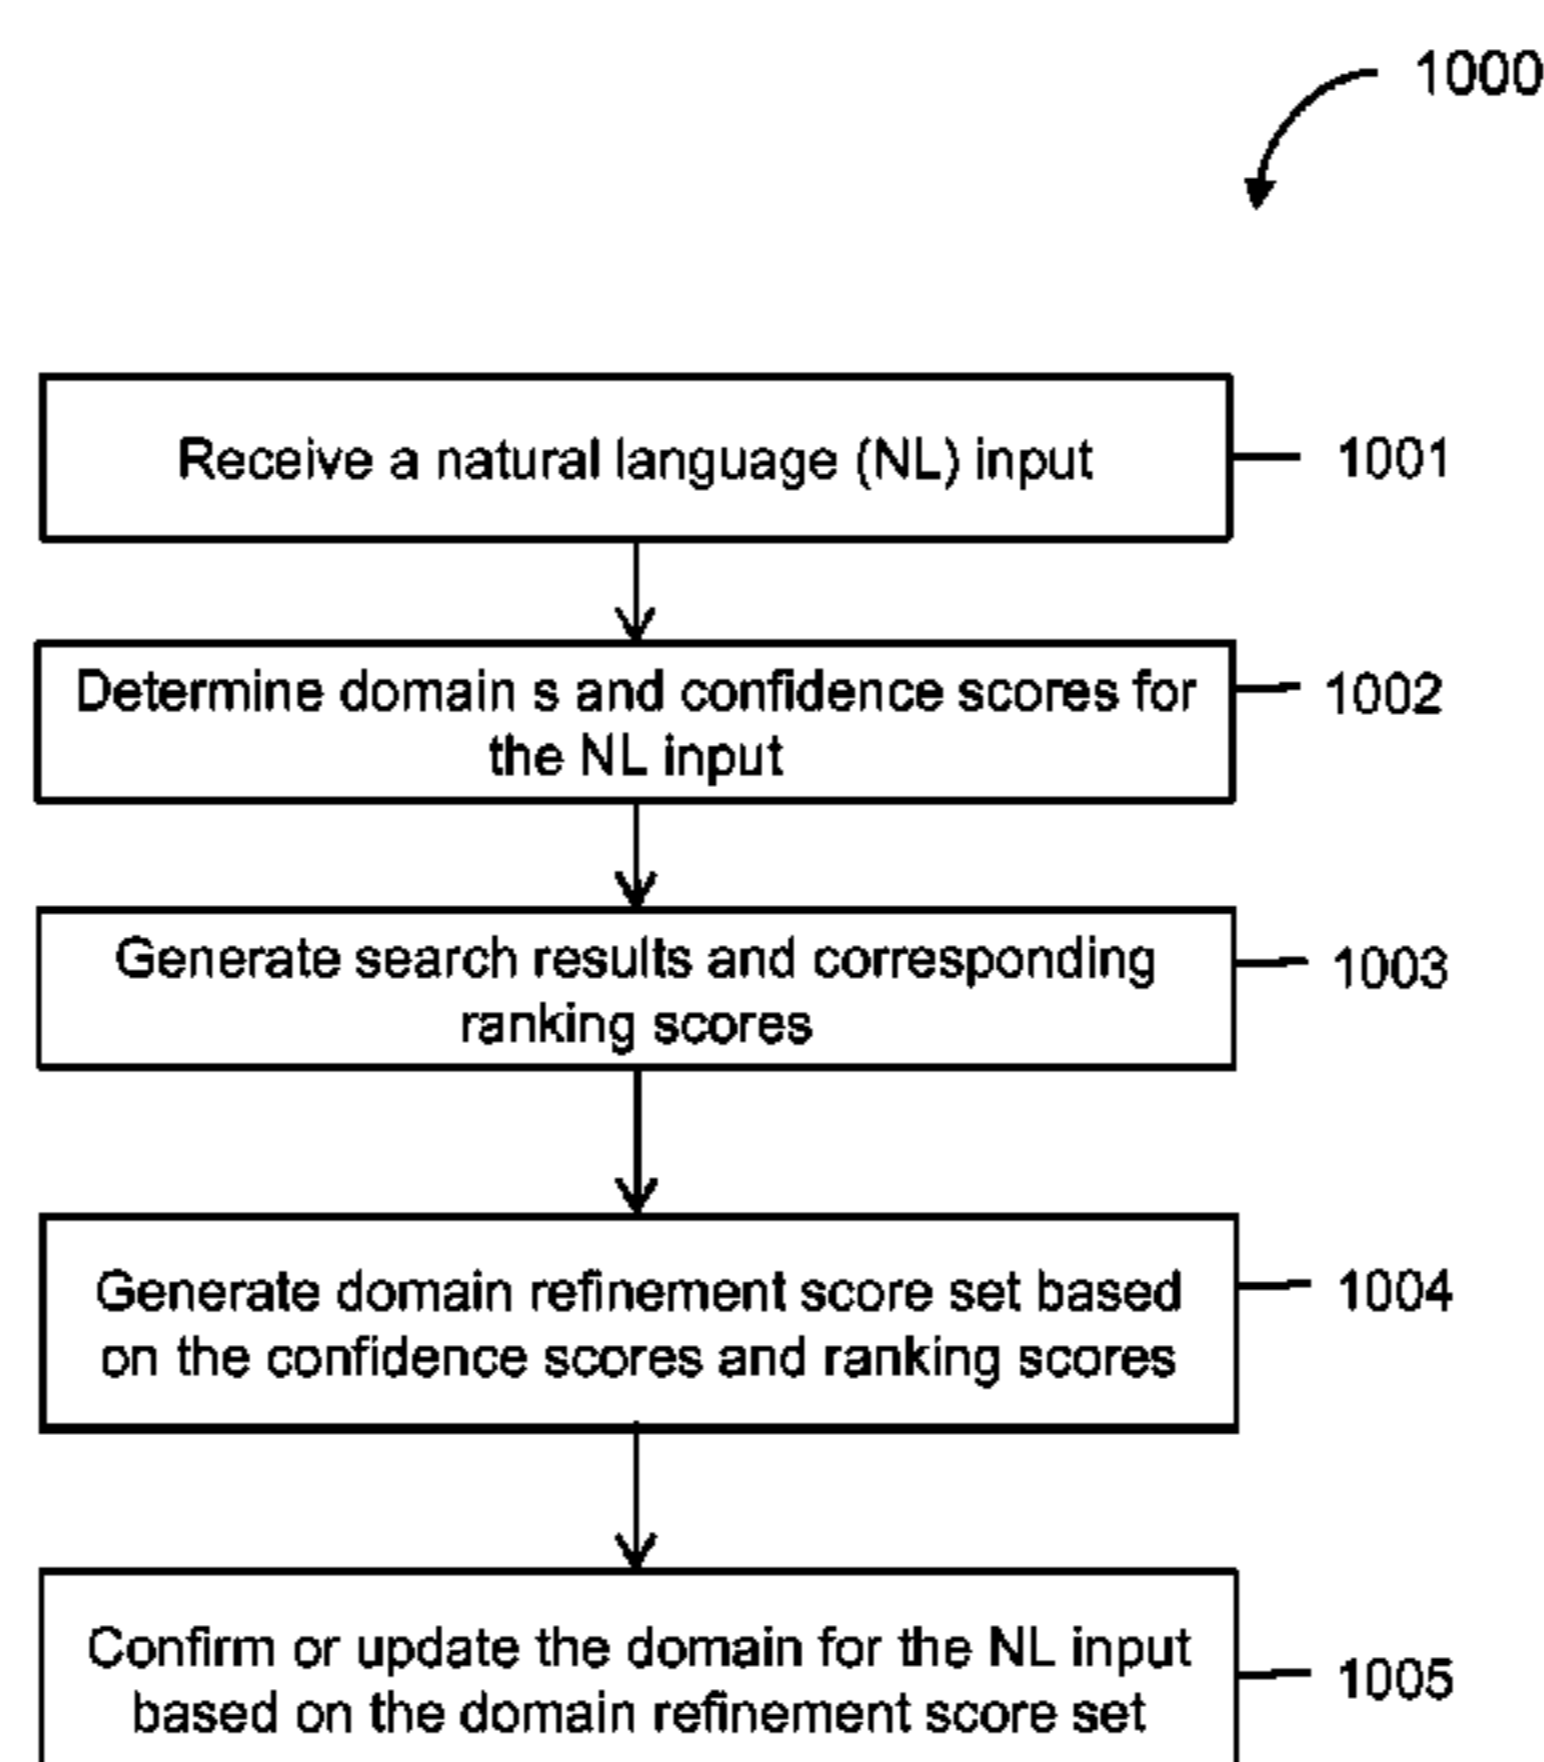 1000
Receive a natural language (NL) input
1001
Determine domain s and confidence scores for
the NL input
1002
Generate search results and corresponding
ranking scores
1003
Generate domain refinement score set based
on the confidence scores and ranking scores
1004
Confirm or update the domain for the NL input
based on the domain refinement score set
1005